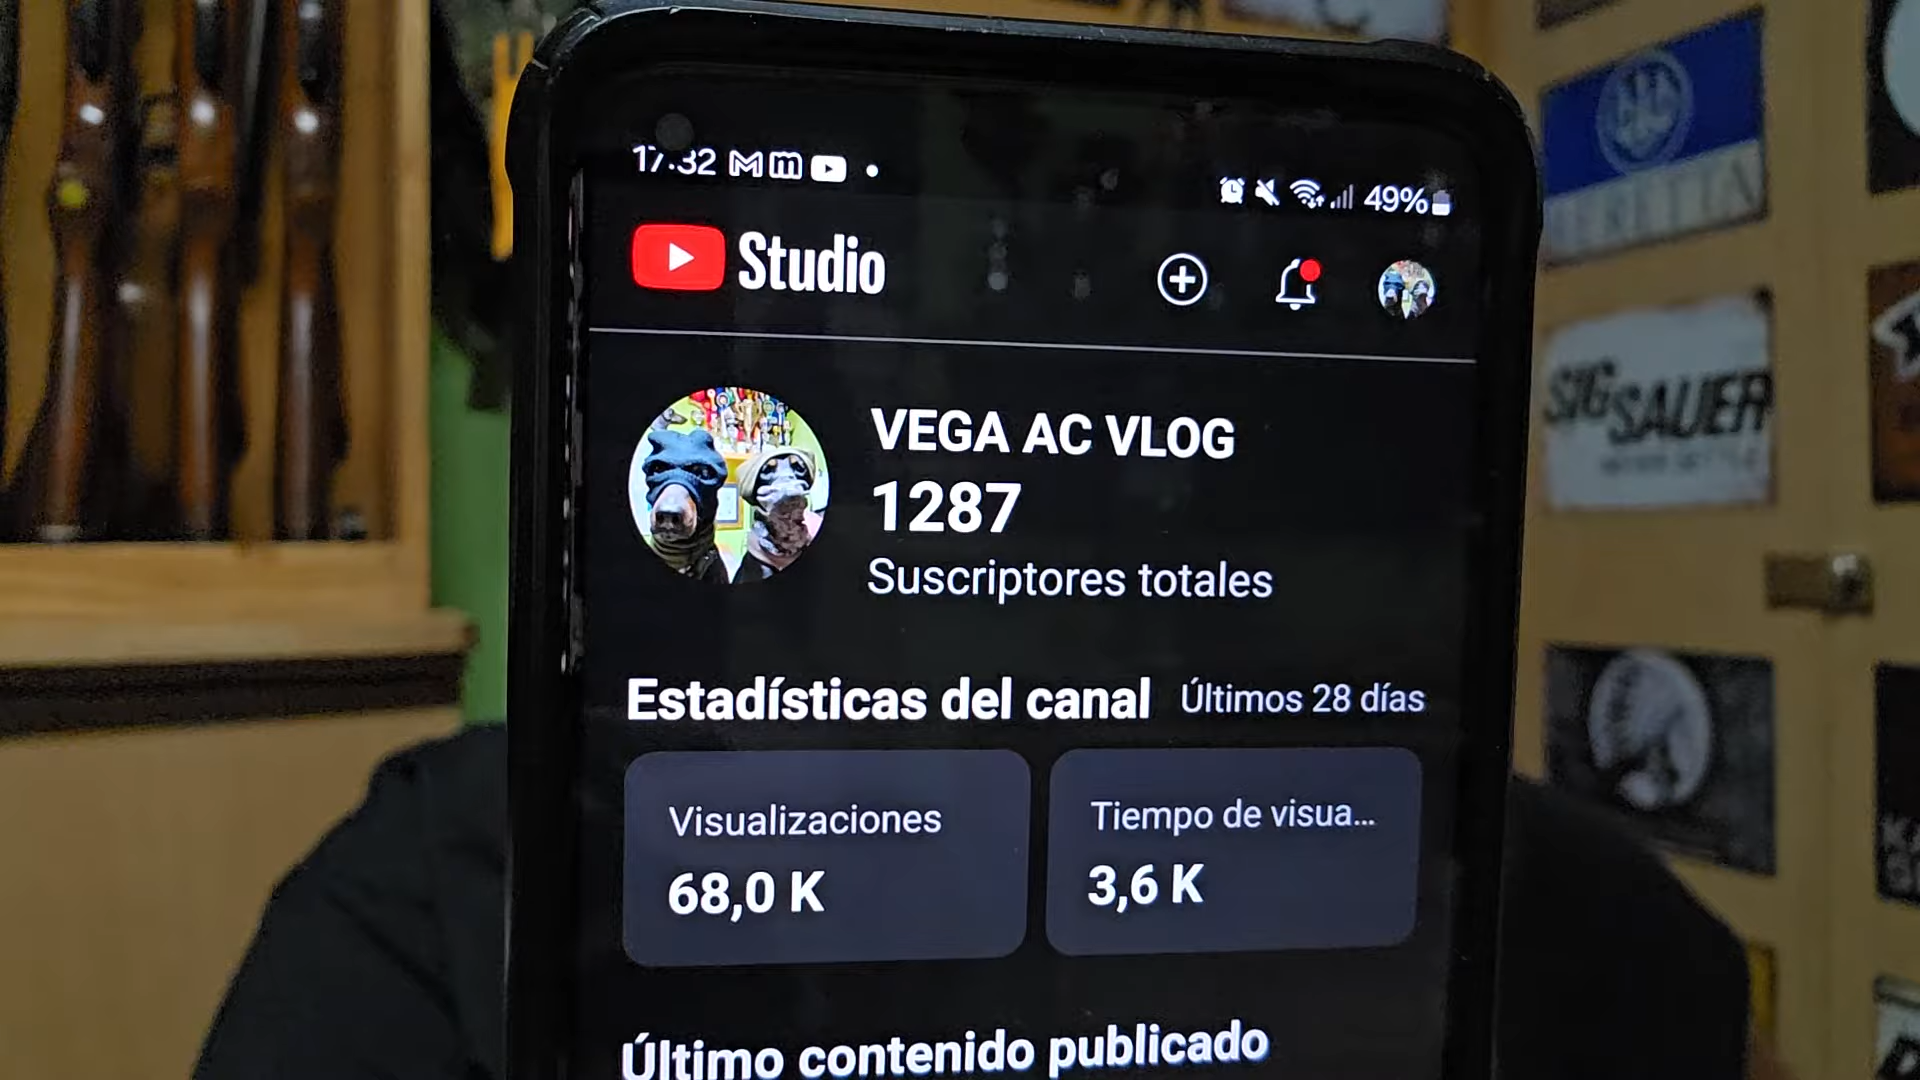 17:32 49%
Studio
VEGA AC VLOG
1287
Suscriptores totales
Estadísticas del canal Últimos 28 días
Visualizaciones
68,0 K
Tiempo de visua...
3,6 K
Último contenido publicado
SIG SAUER